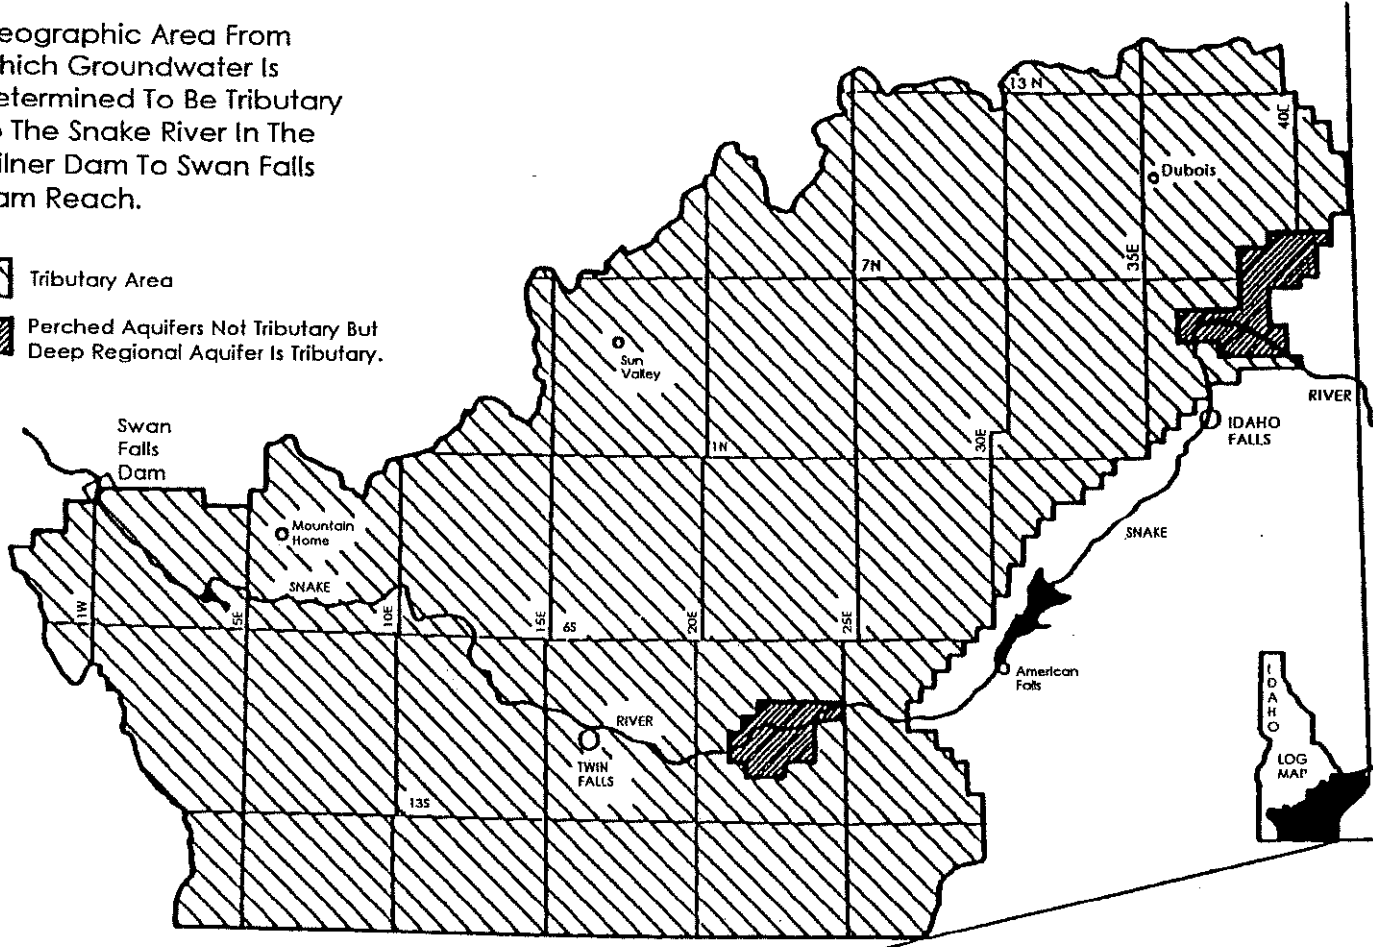 eographic Area From
hich Groundwater Is
etermined To Be Tributary
o The Snake River In The
ilner Dam To Swan Falls
am Reach.
Tributary Area
Perched Aquifers Not Tributary But
Deep Regional Aquifer Is Tributary.
13 N
40E
Dubois
35E
7N
Sun
Valley
RIVER
IDAHO
FALLS
1N
30E
Swan
Falls
Dam
Mountain
Home
SNAKE
SNAKE
1W
5E
10E
15E
6S
20E
25E
American
Falls
RIVER
TWIN
FALLS
13S
IDAHO
LOG
MAP